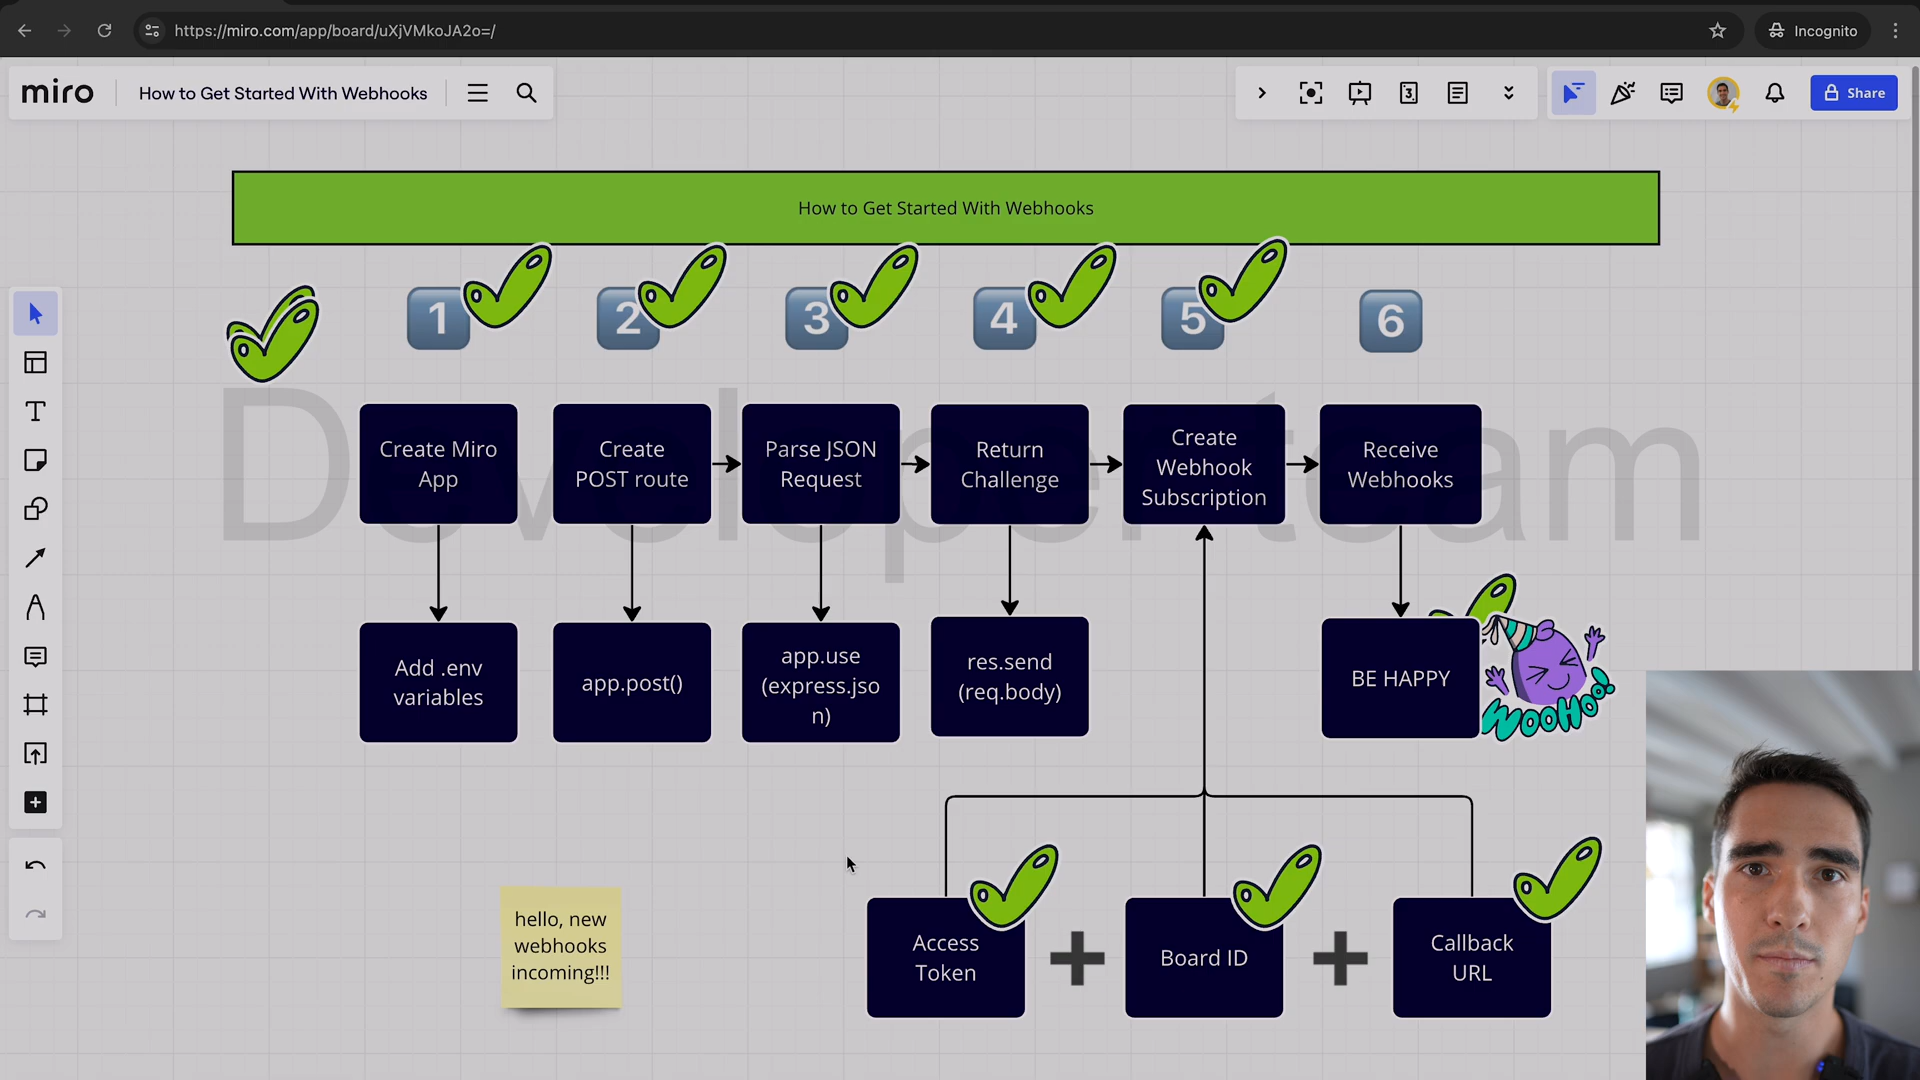 https://miro.com/app/board/uXjVMkoJA2o=/
Incognito
miro
How to Get Started With Webhooks
3
Share
How to Get Started With Webhooks
1
2
3
4
5
6
Developer team
Create Miro
App
Create
POST route
Parse JSON
Request
Return
Challenge
Create
Webhook
Subscription
Receive
Webhooks
Add .env
variables
app.post()
app.use
(express.jso
n)
res.send
(req.body)
BE HAPPY
WOOHOO!
hello, new
webhooks
incoming!!!
Access
Token
Board ID
Callback
URL